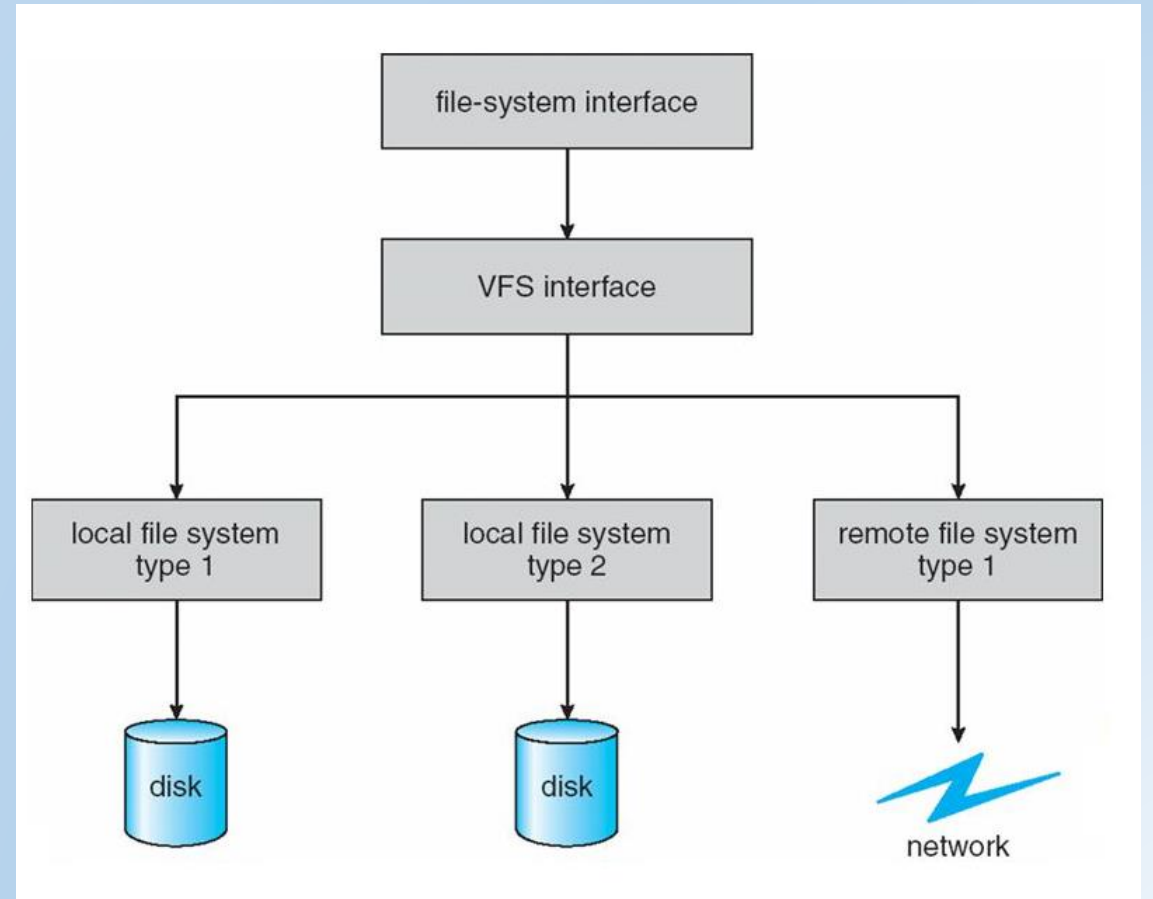 file-system interface
VFS interface
local file system
type 1
local file system
type 2
remote file system
type 1
disk
disk
network